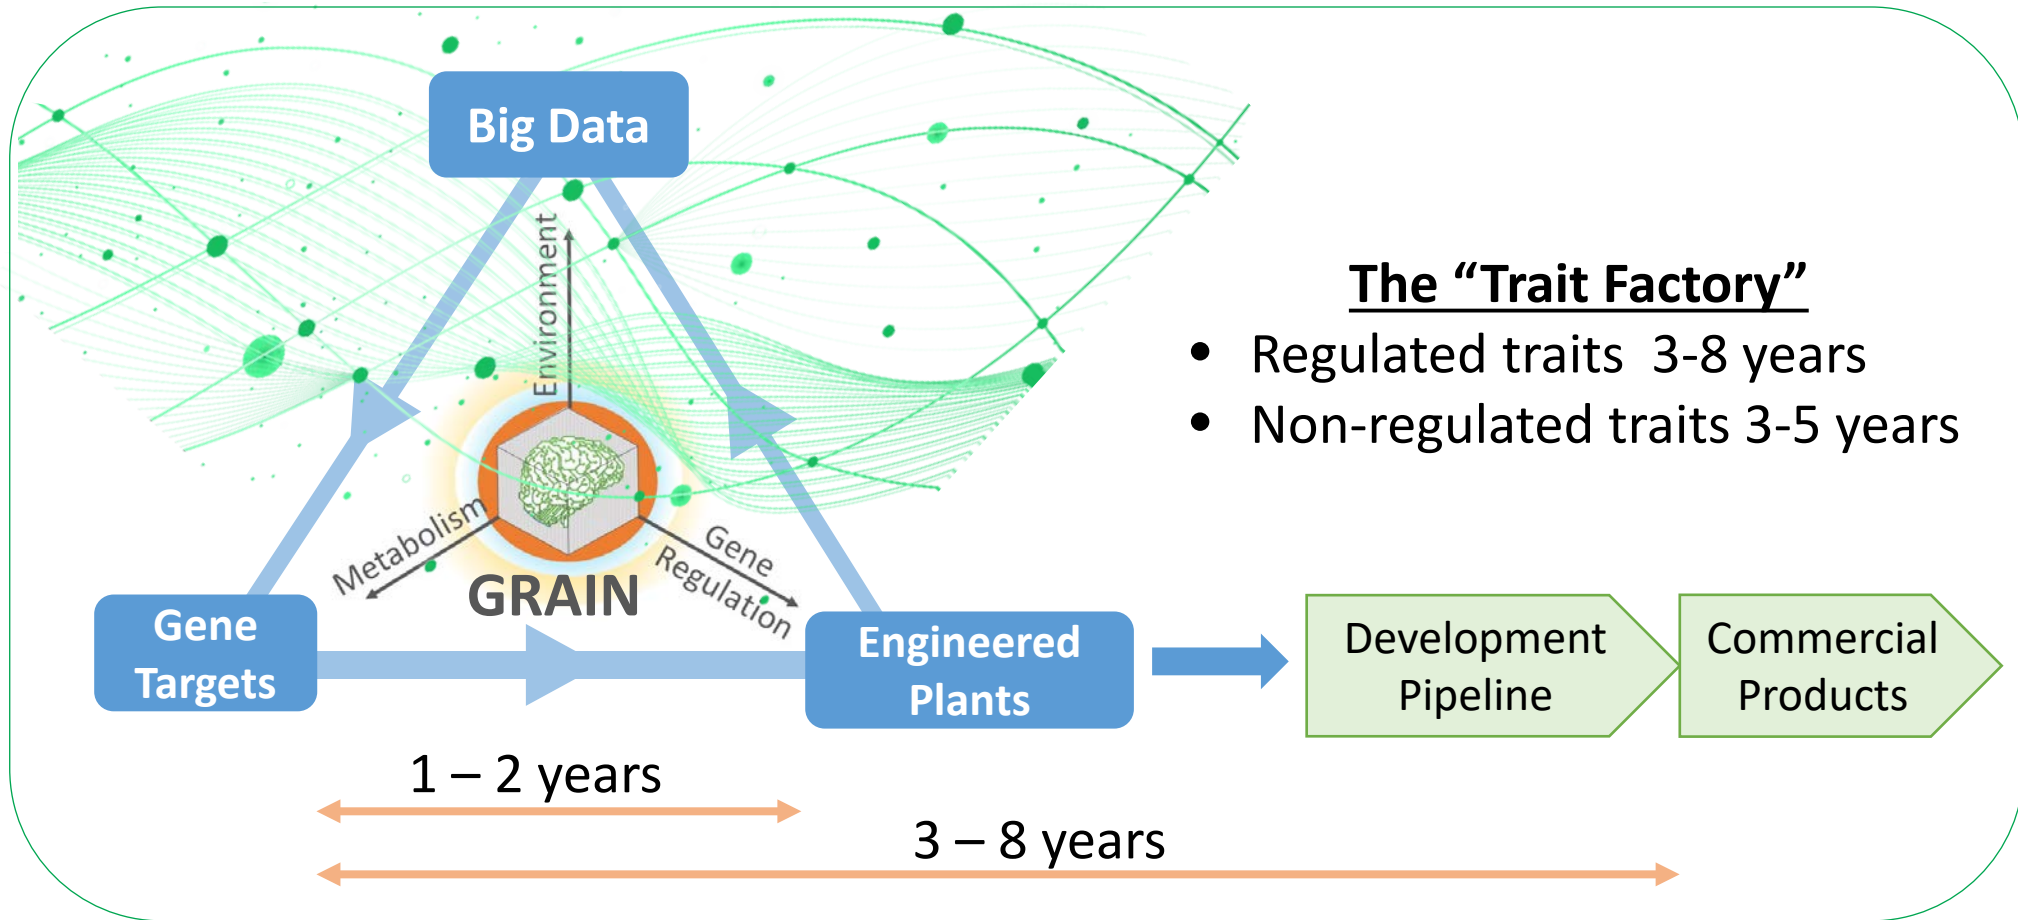 Big Data
Environment
The “Trait Factory”
• Regulated traits 3-8 years
• Non-regulated traits 3-5 years
Metabolism
Gene
Regulation
GRAIN
Gene
Targets
Engineered
Plants
Development
Pipeline
Commercial
Products
1 – 2 years
3 – 8 years